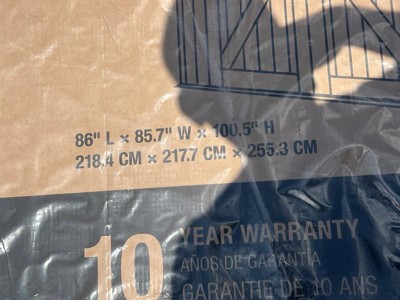 86" L × 85.7" W × 100.5" H
218.4 CM × 217.7 CM × 255.3 CM
10 YEAR WARRANTY
AÑOS DE GARANTÍA
GARANTIE DE 10 ANS